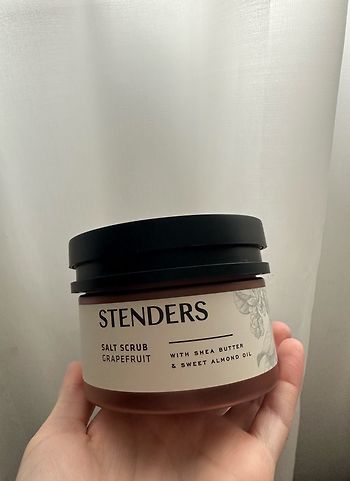 STENDERS
SALT SCRUB
GRAPEFRUIT
WITH SHEA BUTTER
& SWEET ALMOND OIL